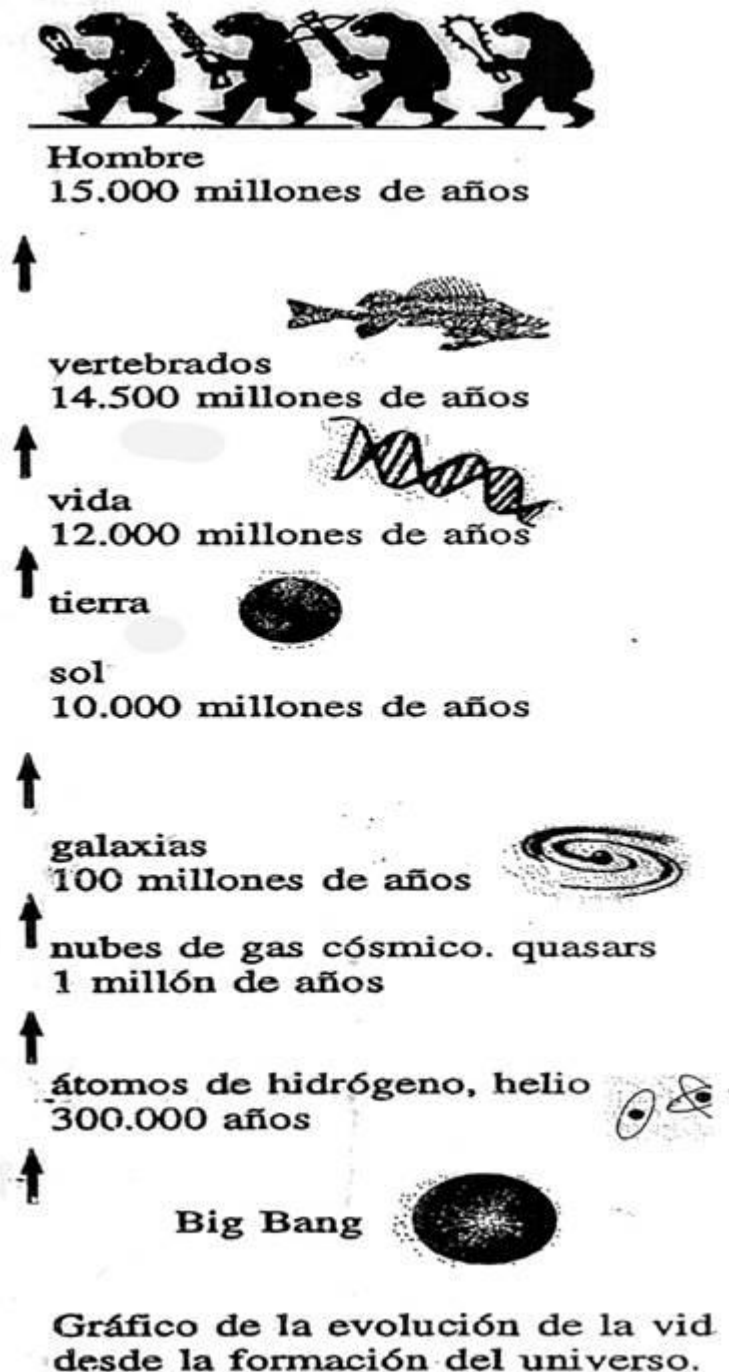 Hombre
15.000 millones de años
vertebrados
14.500 millones de años
vida
12.000 millones de años
tierra
sol
10.000 millones de años
galaxias
100 millones de años
nubes de gas cósmico. quasars
1 millón de años
átomos de hidrógeno, helio
300.000 años
Big Bang
Gráfico de la evolución de la vid
desde la formación del universo.